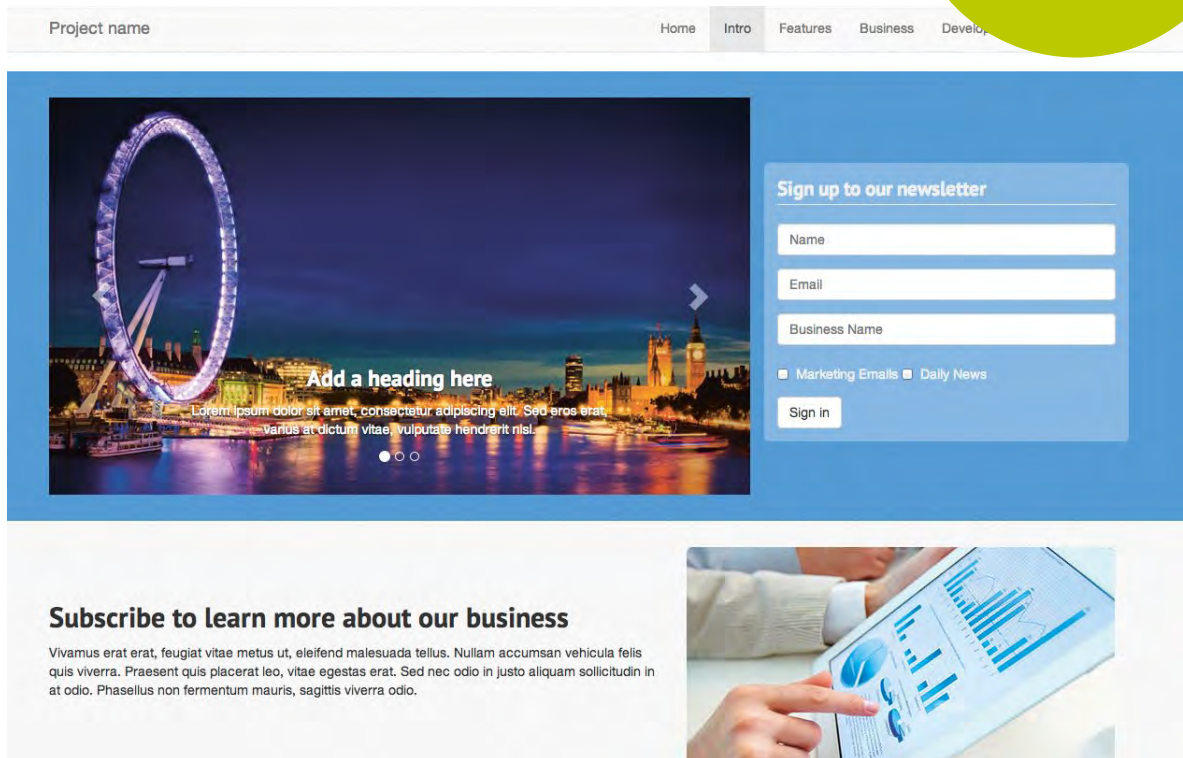 Project name
Home Intro Features Business
Sign up to our newsletter
Name
Email
Business Name
Marketing Emails Daily News
Sign in
Add a heading here
Lorem ipsum dolor sit amet, consectetur adipiscing elit. Sed eros erat,
varius at dictum vitae, vulputate hendrerit nisl.
Subscribe to learn more about our business
Vivamus erat erat, feugiat vitae metus ut, eleifend malesuada tellus. Nullam accumsan vehicula felis
quis viverra. Praesent quis placerat leo, vitae egestas erat. Sed nec odio in justo aliquam sollicitudin in
at odio. Phasellus non fermentum mauris, sagittis viverra odio.